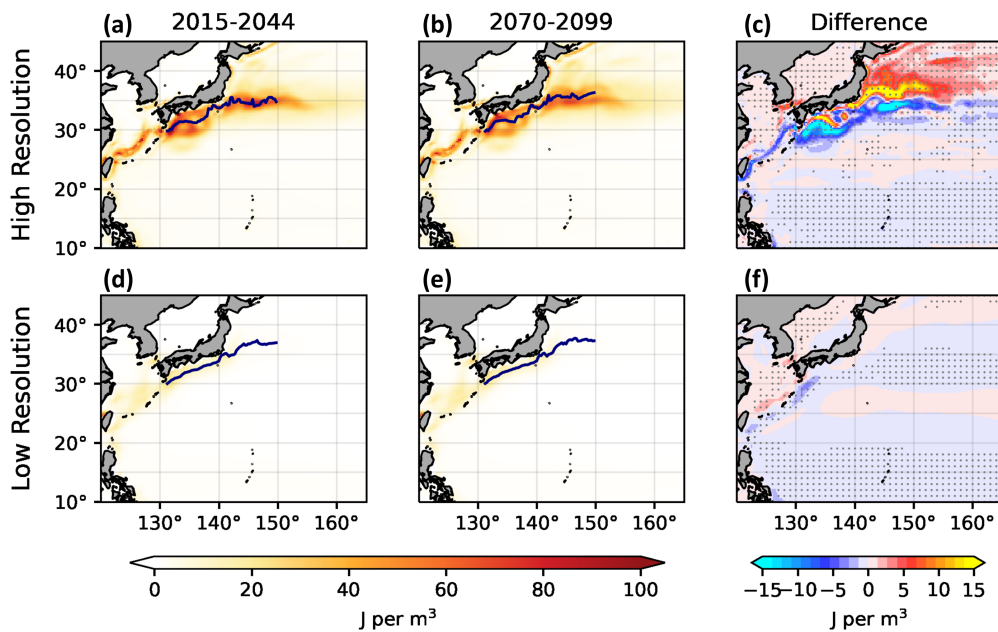 (a) 2015-2044
(b) 2070-2099
(c) Difference
High Resolution
40°
30°
20°
10°
(d)
(e)
(f)
Low Resolution
40°
30°
20°
10°
130° 140° 150° 160°
130° 140° 150° 160°
130° 140° 150° 160°
0 20 40 60 80 100
J per m³
−15 −10 −5 0 5 10 15
J per m³